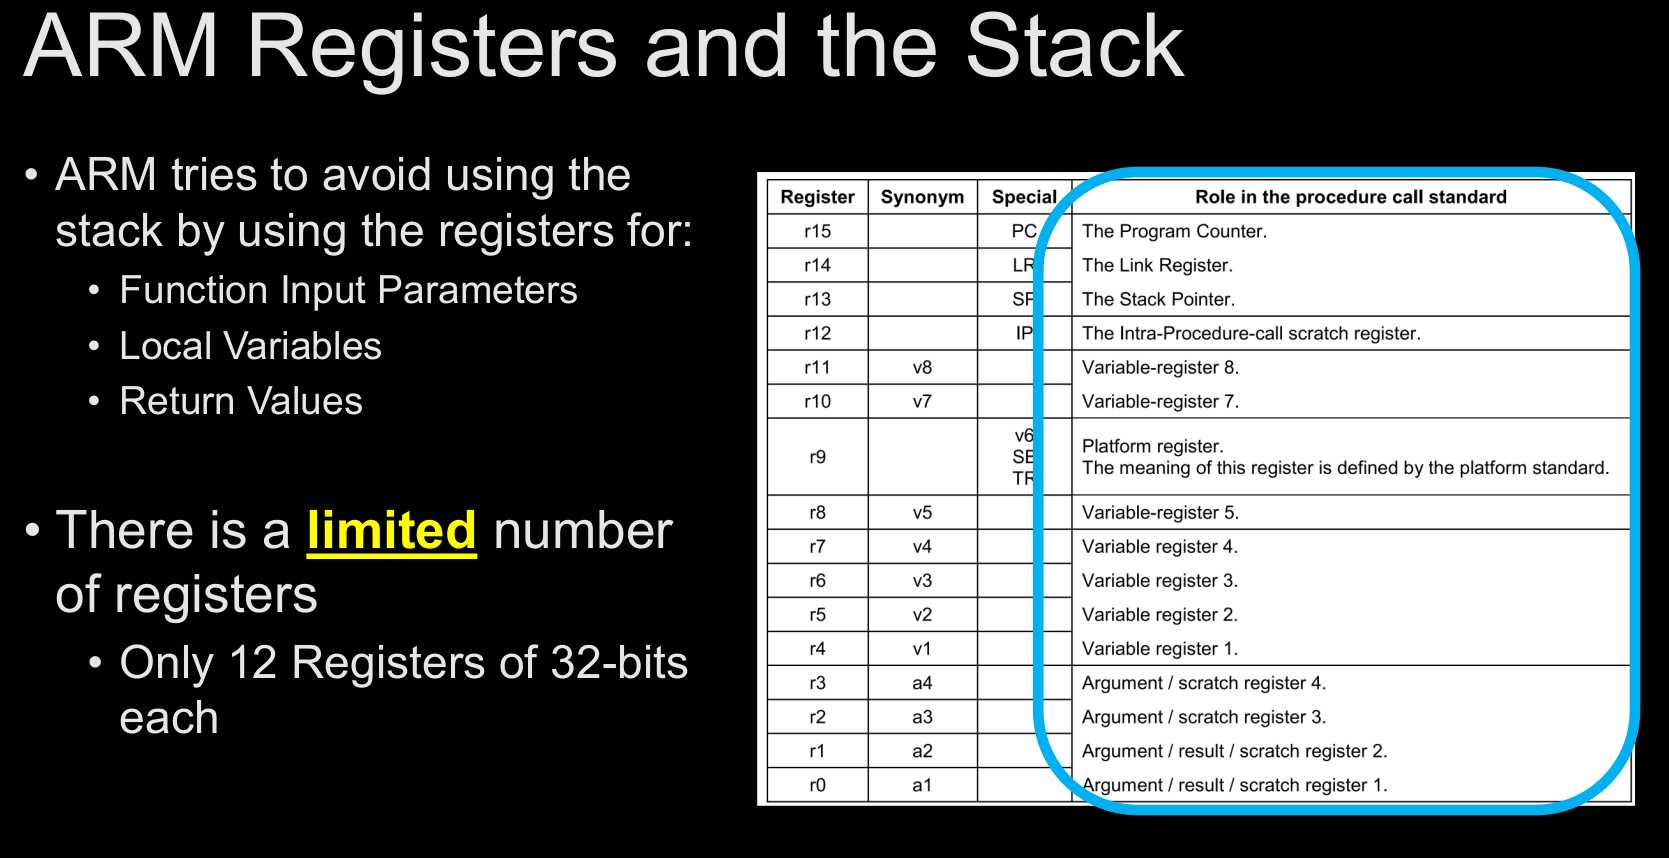 ARM Registers and the Stack
• ARM tries to avoid using the
stack by using the registers for:
• Function Input Parameters
• Local Variables
• Return Values
• There is a limited number
of registers
• Only 12 Registers of 32-bits
each
Register Synonym Special Role in the procedure call standard
r15 PC The Program Counter.
r14 LR The Link Register.
r13 SP The Stack Pointer.
r12 IP The Intra-Procedure-call scratch register.
r11 v8 Variable-register 8.
r10 v7 Variable-register 7.
r9 v6 SB TR Platform register.
The meaning of this register is defined by the platform standard.
r8 v5 Variable-register 5.
r7 v4 Variable register 4.
r6 v3 Variable register 3.
r5 v2 Variable register 2.
r4 v1 Variable register 1.
r3 a4 Argument / scratch register 4.
r2 a3 Argument / scratch register 3.
r1 a2 Argument / result / scratch register 2.
r0 a1 Argument / result / scratch register 1.